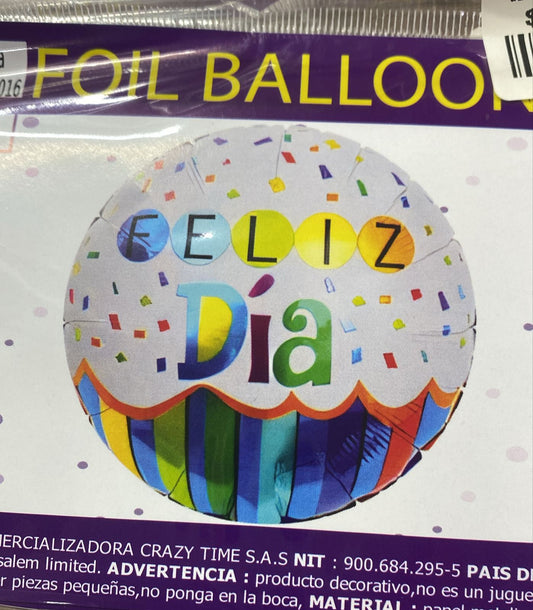 016
FOIL BALLOON
FELIZ
Día
MERCIALIZADORA CRAZY TIME S.A.S NIT : 900.684.295-5 PAIS DE
salem limited. ADVERTENCIA : producto decorativo,no es un jugue
r piezas pequeñas,no ponga en la boca, MATERIAL :